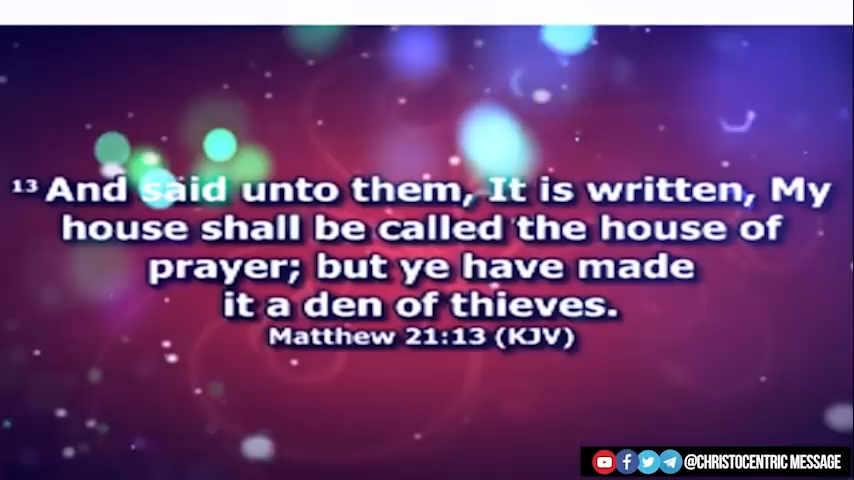 13 And said unto them, It is written, My
house shall be called the house of
prayer; but ye have made
it a den of thieves.
Matthew 21:13 (KJV)
@CHRISTOCENTRIC MESSAGE